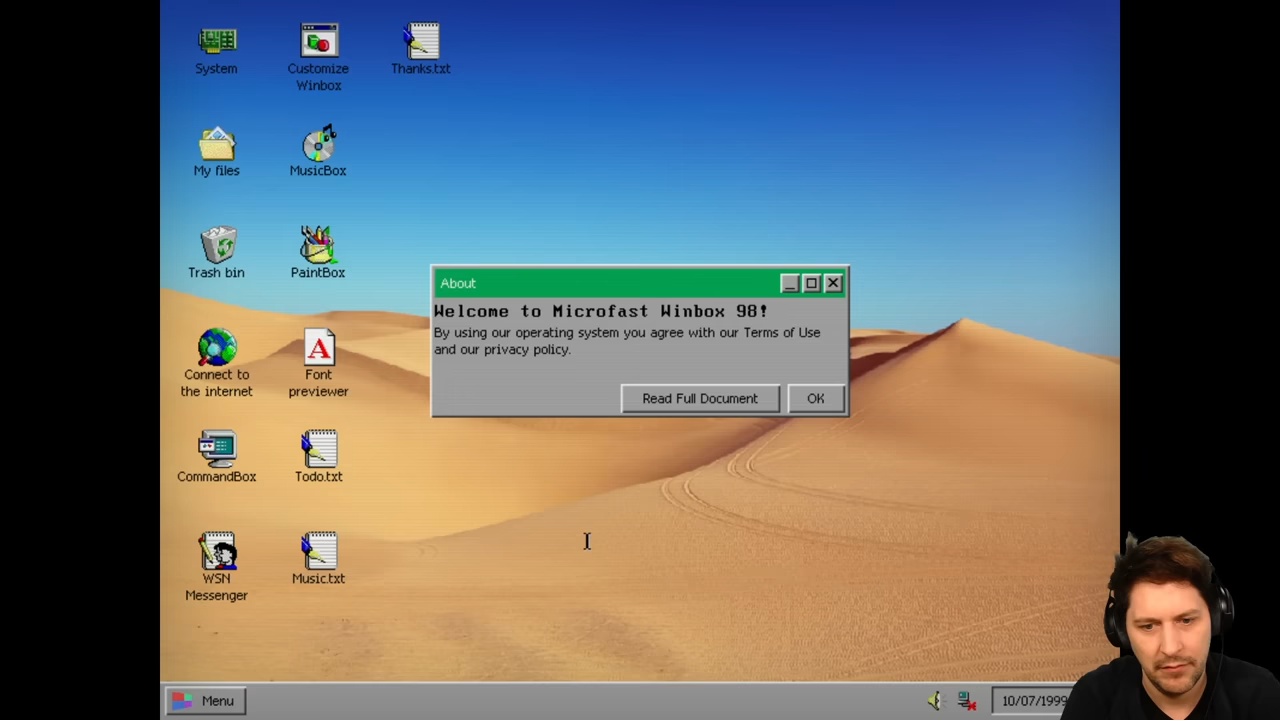 System
Customize
Winbox
Thanks.txt
My files
MusicBox
Trash bin
PaintBox
About
Welcome to Microfast Winbox 98!
By using our operating system you agree with our Terms of Use
and our privacy policy.
Read Full Document
OK
Connect to
the internet
Font
previewer
CommandBox
Todo.txt
WSN
Messenger
Music.txt
Menu
10/07/1999